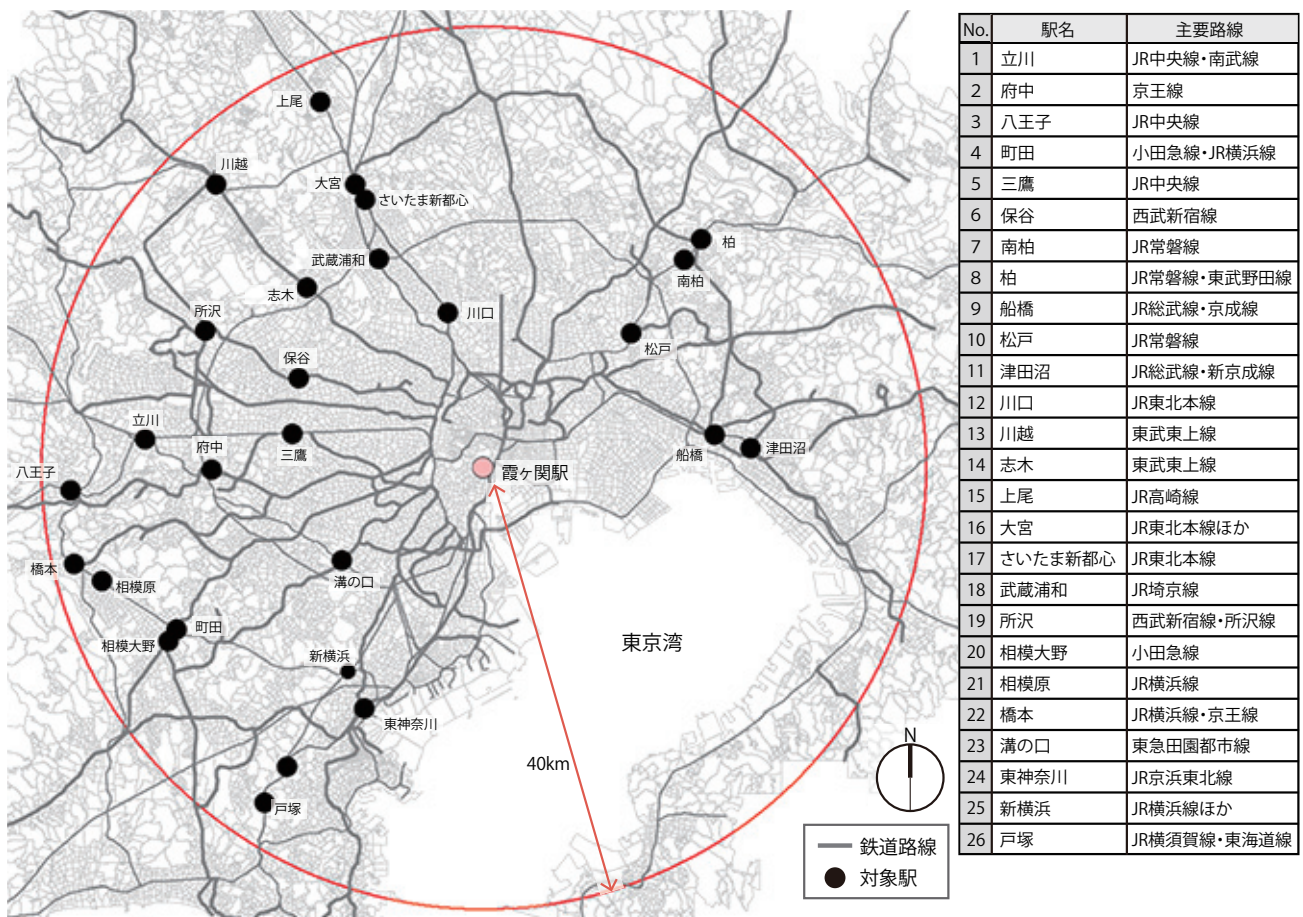 上尾
川越
大宮
さいたま新都心
武蔵浦和
志木
川口
所沢
保谷
柏
南柏
松戸
立川
府中
三鷹
八王子
霞ヶ関駅
船橋
津田沼
橋本
相模原
溝の口
町田
相模大野
新横浜
東神奈川
戸塚
東京湾
40km
N
鉄道路線
対象駅
No. 駅名 主要路線
1 立川 JR中央線・南武線
2 府中 京王線
3 八王子 JR中央線
4 町田 小田急線・JR横浜線
5 三鷹 JR中央線
6 保谷 西武新宿線
7 南柏 JR常磐線
8 柏 JR常磐線・東武野田線
9 船橋 JR総武線・京成線
10 松戸 JR常磐線
11 津田沼 JR総武線・新京成線
12 川口 JR東北本線
13 川越 東武東上線
14 志木 東武東上線
15 上尾 JR高崎線
16 大宮 JR東北本線ほか
17 さいたま新都心 JR東北本線
18 武蔵浦和 JR埼京線
19 所沢 西武新宿線・所沢線
20 相模大野 小田急線
21 相模原 JR横浜線
22 橋本 JR横浜線・京王線
23 溝の口 東急田園都市線
24 東神奈川 JR京浜東北線
25 新横浜 JR横浜線ほか
26 戸塚 JR横須賀線・東海道線